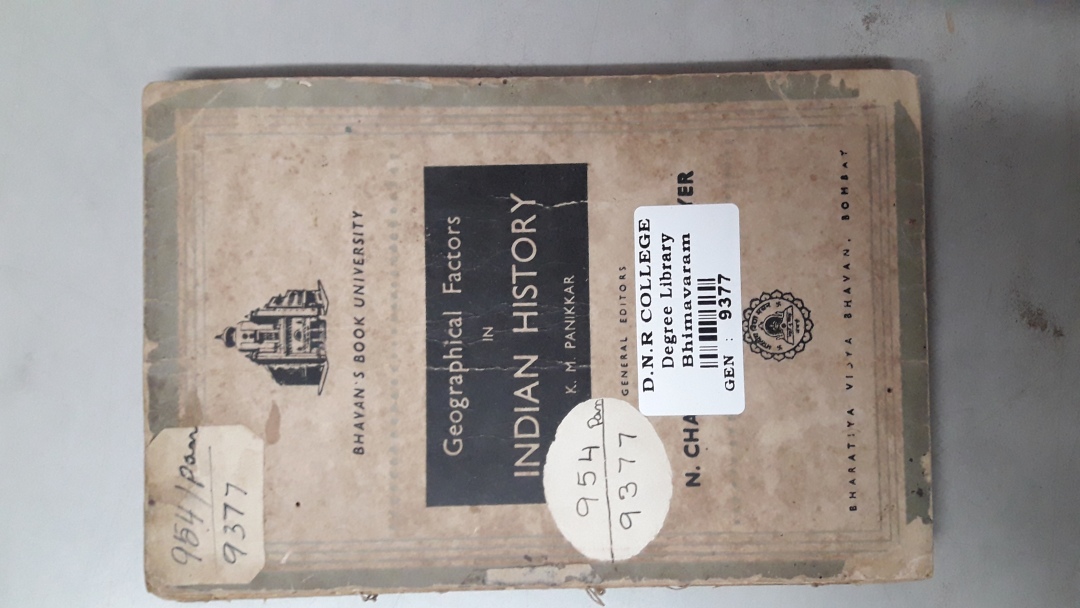 954/Pan
9377
BHAVAN'S BOOK UNIVERSITY
Geographical Factors
IN
INDIAN HISTORY
K. M. PANIKKAR
954 Pan
9377
GENERAL EDITORS
N. CHA YER
D.N.R COLLEGE
Degree Library
Bhimavaram
9377
GEN :
BHARATIYA VIDYA BHAVAN, BOMBAY